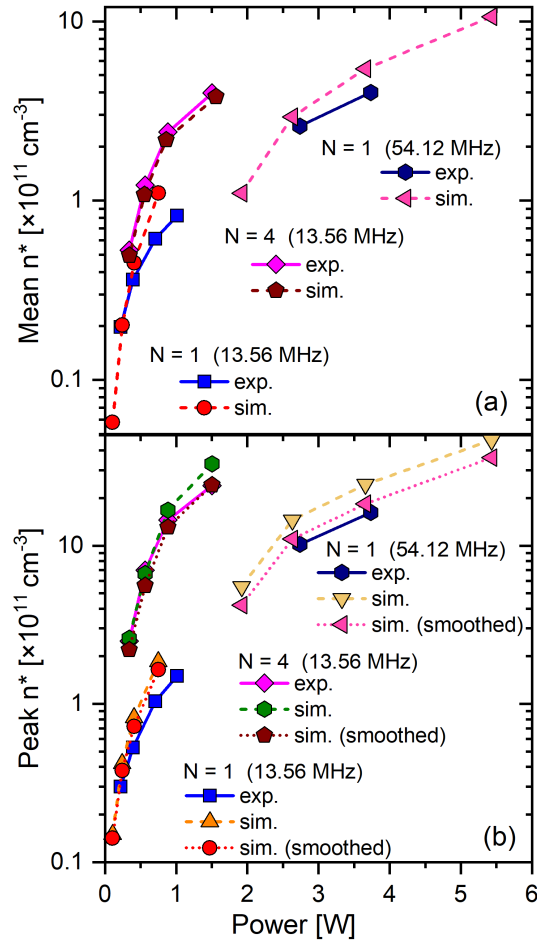 10
1
0.1
Mean n* [×10¹¹ cm⁻³]
N = 1 (54.12 MHz)
exp.
sim.
N = 4 (13.56 MHz)
exp.
sim.
N = 1 (13.56 MHz)
exp.
sim.
(a)
10
1
0.1
Peak n* [×10¹¹ cm⁻³]
N = 1 (54.12 MHz)
exp.
sim.
sim. (smoothed)
N = 4 (13.56 MHz)
exp.
sim.
sim. (smoothed)
N = 1 (13.56 MHz)
exp.
sim.
sim. (smoothed)
(b)
0 1 2 3 4 5 6
Power [W]